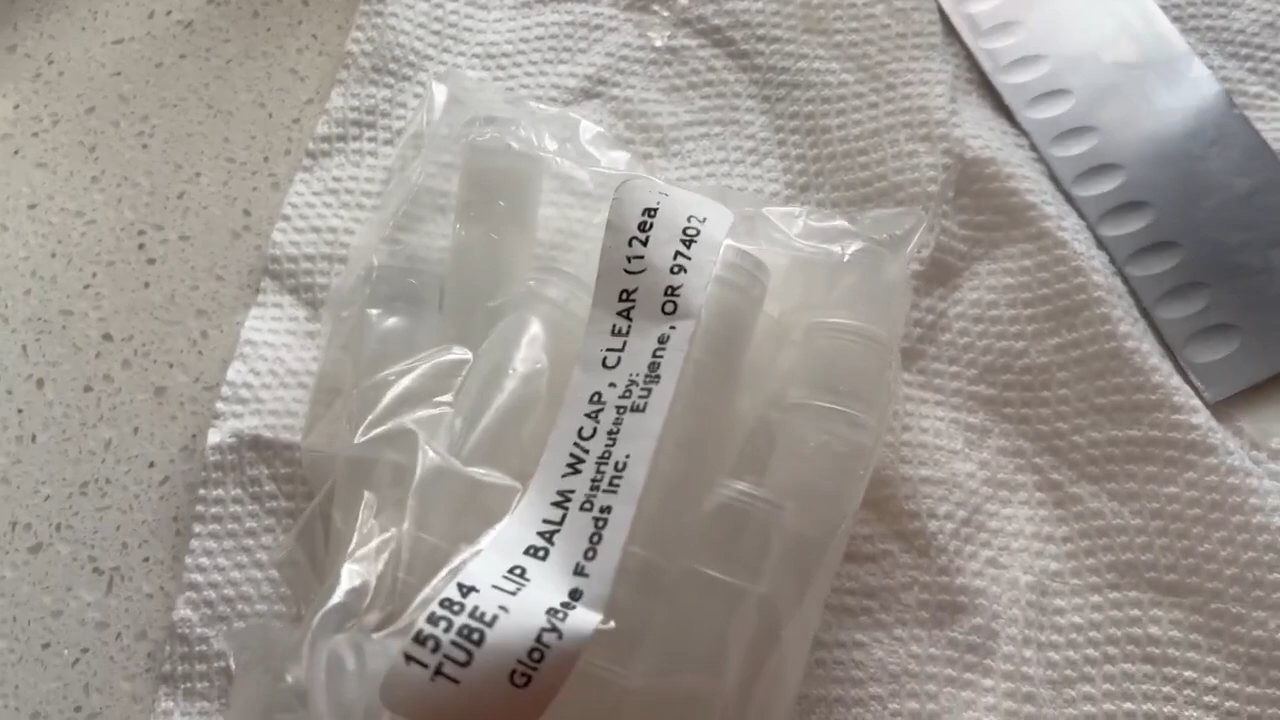 15584
TUBE, LIP BALM W/CAP, CLEAR (12ea.)
Distributed by:
GloryBee Foods Inc. Eugene, OR 97402